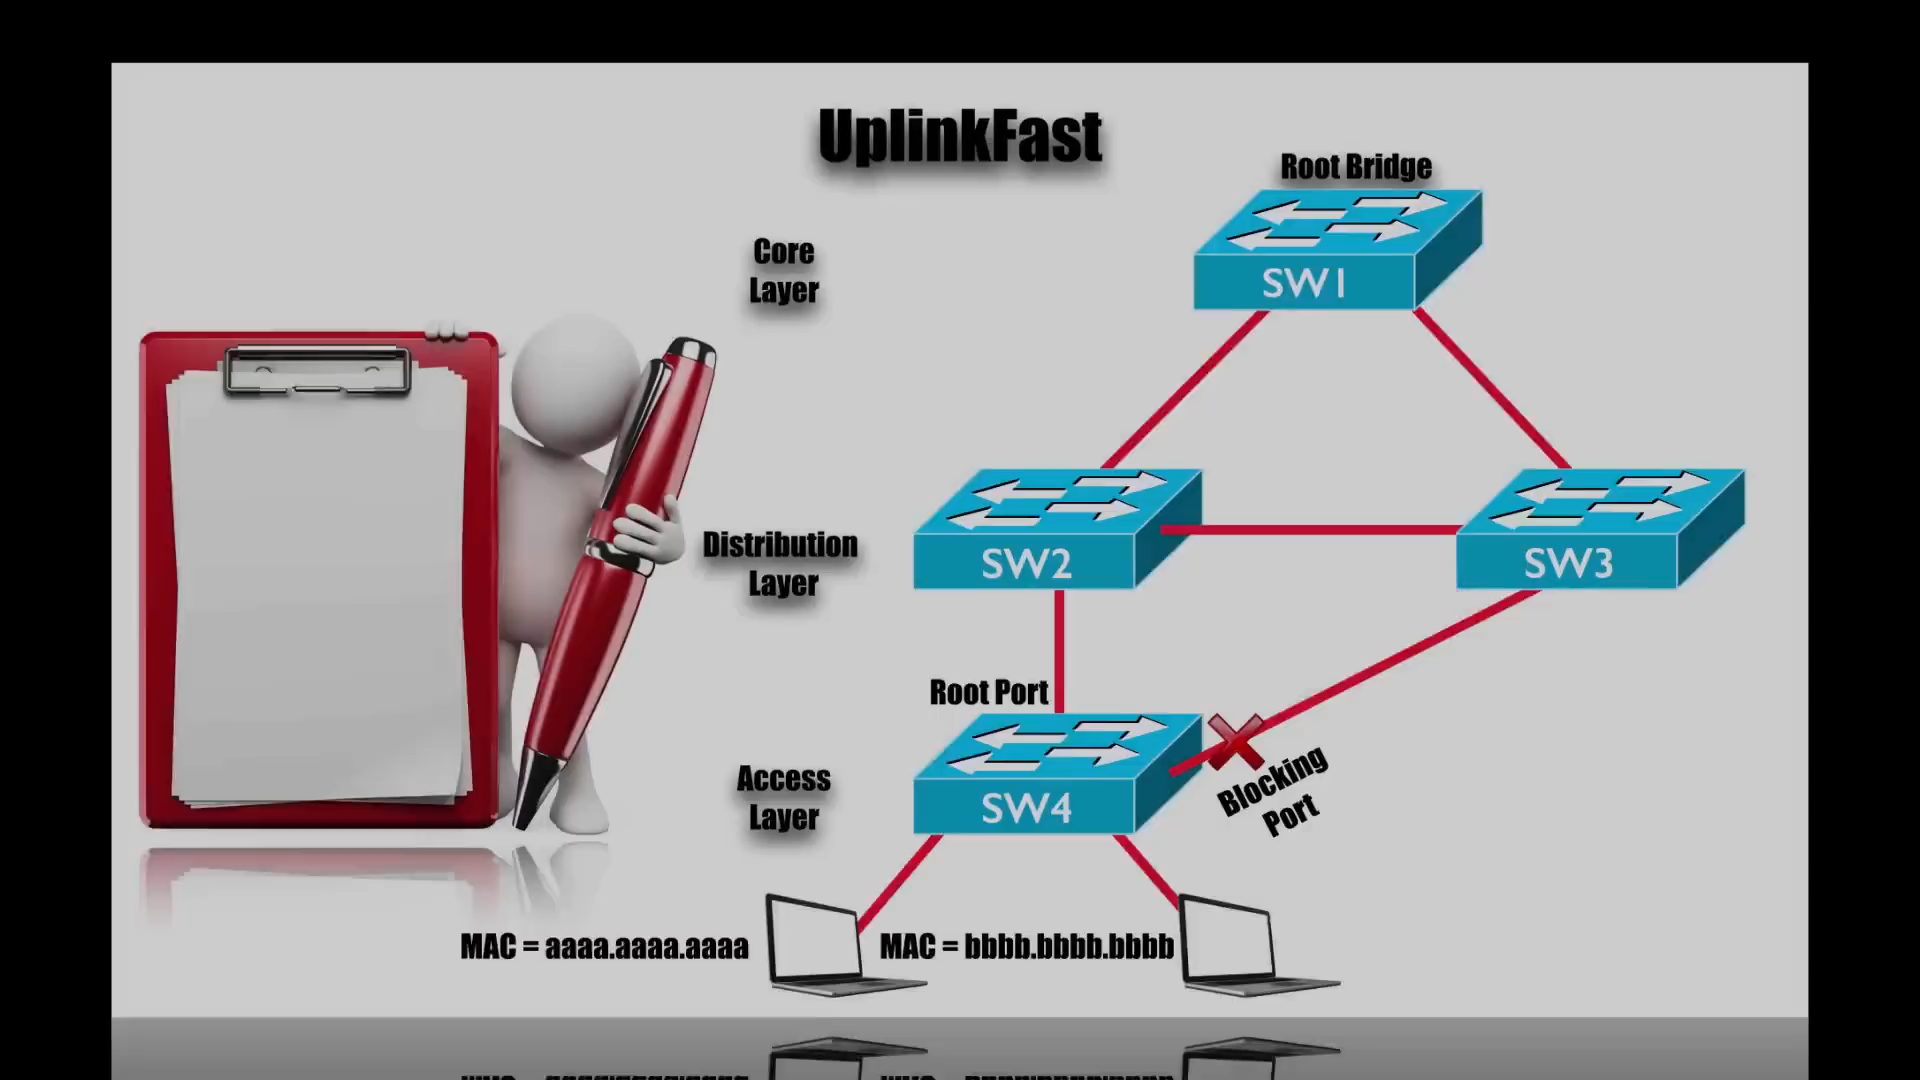 UplinkFast
Root Bridge
Core
Layer
SW1
Distribution
Layer
SW2
SW3
Root Port
Access
Layer
SW4
Blocking
Port
MAC = aaaa.aaaa.aaaa
MAC = bbbb.bbbb.bbbb